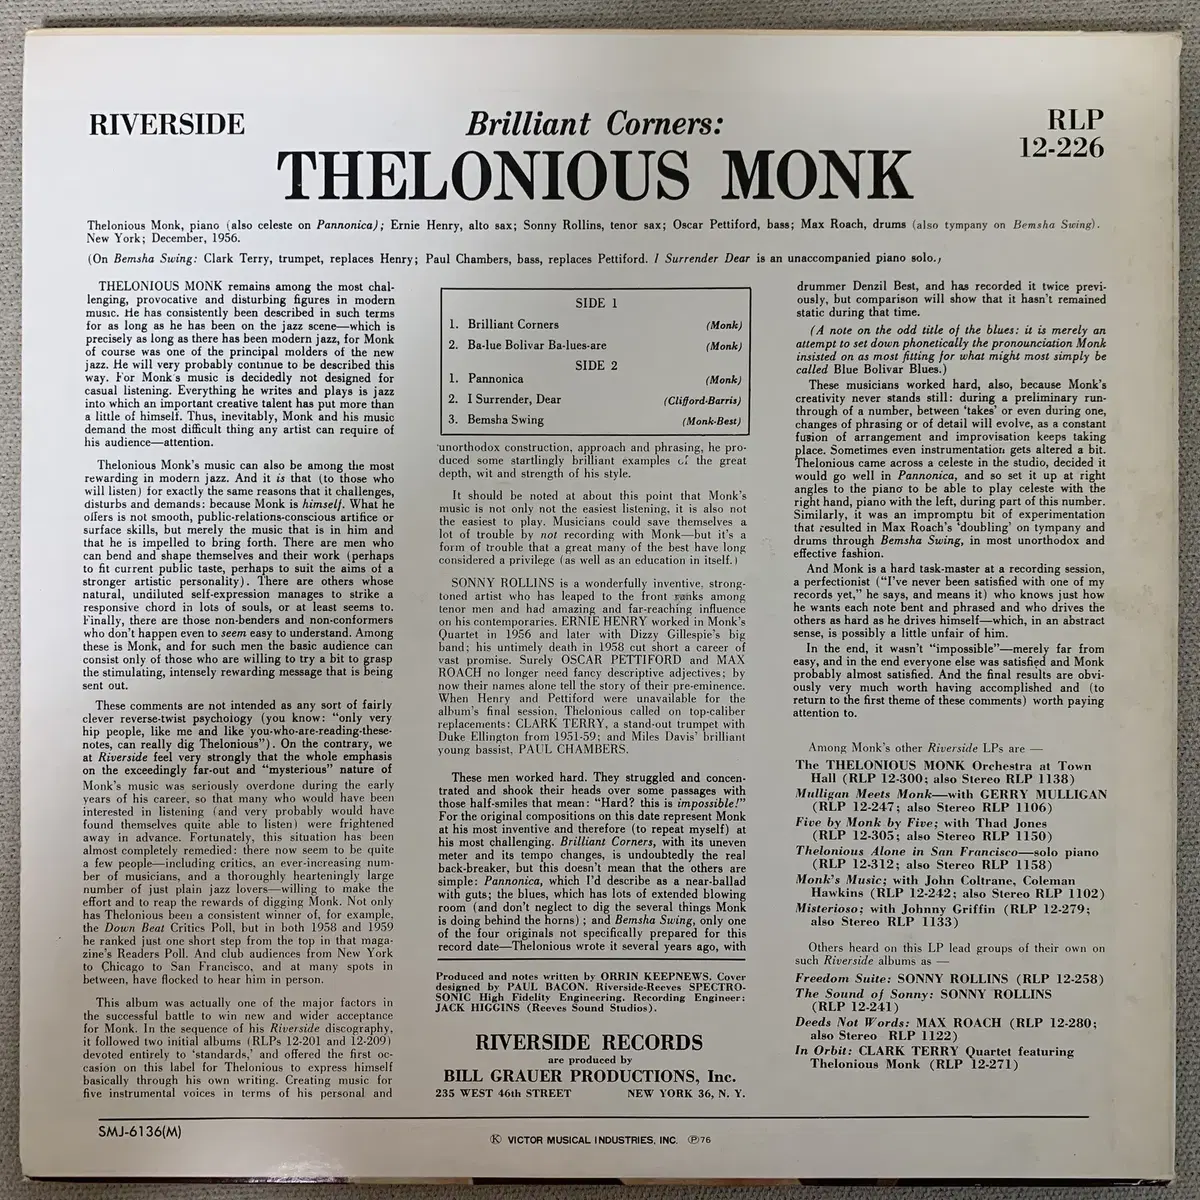 RIVERSIDE
Brilliant Corners:
RLP
12-226
THELONIOUS MONK
Thelonious Monk, piano (also celeste on Pannonica); Ernie Henry, alto sax; Sonny Rollins, tenor sax; Oscar Pettiford, bass; Max Roach, drums (also tympany on Bemsha Swing).
New York; December, 1956.
(On Bemsha Swing: Clark Terry, trumpet, replaces Henry; Paul Chambers, bass, replaces Pettiford. I Surrender Dear is an unaccompanied piano solo.)
THELONIOUS MONK remains among the most chal-
lenging, provocative and disturbing figures in modern
music. He has consistently been described in such terms
for as long as he has been on the jazz scene—which is
precisely as long as there has been modern jazz, for Monk
of course was one of the principal molders of the new
jazz. He will very probably continue to be described this
way. For Monk's music is decidedly not designed for
casual listening. Everything he writes and plays is jazz
into which an important creative talent has put more than
a little of himself. Thus, inevitably, Monk and his music
demand the most difficult thing any artist can require of
his audience—attention.
Thelonious Monk's music can also be among the most
rewarding in modern jazz. And it is that (to those who
will listen) for exactly the same reasons that it challenges,
disturbs and demands: because Monk is himself. What he
offers is not smooth, public-relations-conscious artifice or
surface skills, but merely the music that is in him and
that he is impelled to bring forth. There are men who
can bend and shape themselves and their work (perhaps
to fit current public taste, perhaps to suit the aims of a
stronger artistic personality). There are others whose
natural, undiluted self-expression manages to strike a
responsive chord in lots of souls, or at least seems to.
Finally, there are those non-benders and non-conformers
who don't happen even to seem easy to understand. Among
these is Monk, and for such men the basic audience can
consist only of those who are willing to try a bit to grasp
the stimulating, intensely rewarding message that is being
sent out.
These comments are not intended as any sort of fairly
clever reverse-twist psychology (you know: "only very
hip people, like me and like you-who-are-reading-these-
notes, can really dig Thelonious"). On the contrary, we
at Riverside feel very strongly that the whole emphasis
on the exceedingly far-out and "mysterious" nature of
Monk's music was seriously overdone during the early
years of his career, so that many who would have been
interested in listening (and very probably would have
found themselves quite able to listen) were frightened
away in advance. Fortunately, this situation has been
almost completely remedied: there now seem to be quite
a few people—including critics, an ever-increasing num-
ber of musicians, and a thoroughly hearteningly large
number of just plain jazz lovers—willing to make the
effort and to reap the rewards of digging Monk. Not only
has Thelonious been a consistent winner of, for example,
the Down Beat Critics Poll, but in both 1958 and 1959
he ranked just one short step from the top in that maga-
zine's Readers Poll. And club audiences from New York
to Chicago to San Francisco, and at many spots in
between, have flocked to hear him in person.
This album was actually one of the major factors in
the successful battle to win new and wider acceptance
for Monk. In the sequence of his Riverside discography,
it followed two initial albums (RLPs 12-201 and 12-209)
devoted entirely to 'standards,' and offered the first oc-
casion on this label for Thelonious to express himself
basically through his own writing. Creating music for
five instrumental voices in terms of his personal and
SIDE 1
1. Brilliant Corners (Monk)
2. Ba-lue Bolivar Ba-lues-are (Monk)
SIDE 2
1. Pannonica (Monk)
2. I Surrender, Dear (Clifford-Barris)
3. Bemsha Swing (Monk-Best)
unorthodox construction, approach and phrasing, he pro-
duced some startlingly brilliant examples of the great
depth, wit and strength of his style.
It should be noted at about this point that Monk's
music is not only not the easiest listening, it is also not
the easiest to play. Musicians could save themselves a
lot of trouble by not recording with Monk—but it's a
form of trouble that a great many of the best have long
considered a privilege (as well as an education in itself.)
SONNY ROLLINS is a wonderfully inventive, strong-
toned artist who has leaped to the front ranks among
tenor men and had amazing and far-reaching influence
on his contemporaries. ERNIE HENRY worked in Monk's
Quartet in 1956 and later with Dizzy Gillespie's big
band; his untimely death in 1958 cut short a career of
vast promise. Surely OSCAR PETTIFORD and MAX
ROACH no longer need fancy descriptive adjectives; by
now their names alone tell the story of their pre-eminence.
When Henry and Pettiford were unavailable for the
album's final session, Thelonious called on top-caliber
replacements: CLARK TERRY, a stand-out trumpet with
Duke Ellington from 1951-59; and Miles Davis' brilliant
young bassist, PAUL CHAMBERS.
These men worked hard. They struggled and concen-
trated and shook their heads over some passages with
those half-smiles that mean: "Hard? this is impossible!"
For the original compositions on this date represent Monk
at his most inventive and therefore (to repeat myself) at
his most challenging. Brilliant Corners, with its uneven
meter and its tempo changes, is undoubtedly the real
back-breaker, but this doesn't mean that the others are
simple: Pannonica, which I'd describe as a near-ballad
with guts; the blues, which has lots of extended blowing
room (and don't neglect to dig the several things Monk
is doing behind the horns) ; and Bemsha Swing, only one
of the four originals not specifically prepared for this
record date—Thelonious wrote it several years ago, with
Produced and notes written by ORRIN KEEPNEWS. Cover
designed by PAUL BACON. Riverside-Reeves SPECTRO-
SONIC High Fidelity Engineering. Recording Engineer:
JACK HIGGINS (Reeves Sound Studios).
RIVERSIDE RECORDS
are produced by
BILL GRAUER PRODUCTIONS, Inc.
235 WEST 46th STREET NEW YORK 36, N. Y.
drummer Denzil Best, and has recorded it twice previ-
ously, but comparison will show that it hasn't remained
static during that time.
(A note on the odd title of the blues: it is merely an
attempt to set down phonetically the pronounciation Monk
insisted on as most fitting for what might most simply be
called Blue Bolivar Blues.)
These musicians worked hard, also, because Monk's
creativity never stands still: during a preliminary run-
through of a number, between 'takes' or even during one,
changes of phrasing or of detail will evolve, as a constant
fusion of arrangement and improvisation keeps taking
place. Sometimes even instrumentation gets altered a bit.
Thelonious came across a celeste in the studio, decided it
would go well in Pannonica, and so set it up at right
angles to the piano to be able to play celeste with the
right hand, piano with the left, during part of this number.
Similarly, it was an impromptu bit of experimentation
that resulted in Max Roach's 'doubling' on tympany and
drums through Bemsha Swing, in most unorthodox and
effective fashion.
And Monk is a hard task-master at a recording session,
a perfectionist ("I've never been satisfied with one of my
records yet," he says, and means it) who knows just how
he wants each note bent and phrased and who drives the
others as hard as he drives himself—which, in an abstract
sense, is possibly a little unfair of him.
In the end, it wasn't "impossible"—merely far from
easy, and in the end everyone else was satisfied and Monk
probably almost satisfied. And the final results are obvi-
ously very much worth having accomplished and (to
return to the first theme of these comments) worth paying
attention to.
Among Monk's other Riverside LPs are —
The THELONIOUS MONK Orchestra at Town
Hall (RLP 12-300; also Stereo RLP 1138)
Mulligan Meets Monk—with GERRY MULLIGAN
(RLP 12-247; also Stereo RLP 1106)
Five by Monk by Five; with Thad Jones
(RLP 12-305; also Stereo RLP 1150)
Thelonious Alone in San Francisco—solo piano
(RLP 12-312; also Stereo RLP 1158)
Monk's Music; with John Coltrane, Coleman
Hawkins (RLP 12-242; also Stereo RLP 1102)
Misterioso; with Johnny Griffin (RLP 12-279;
also Stereo RLP 1133)
Others heard on this LP lead groups of their own on
such Riverside albums as —
Freedom Suite: SONNY ROLLINS (RLP 12-258)
The Sound of Sonny: SONNY ROLLINS
(RLP 12-241)
Deeds Not Words: MAX ROACH (RLP 12-280;
also Stereo RLP 1122)
In Orbit: CLARK TERRY Quartet featuring
Thelonious Monk (RLP 12-271)
SMJ-6136(M)
Ⓚ VICTOR MUSICAL INDUSTRIES, INC. Ⓟ76